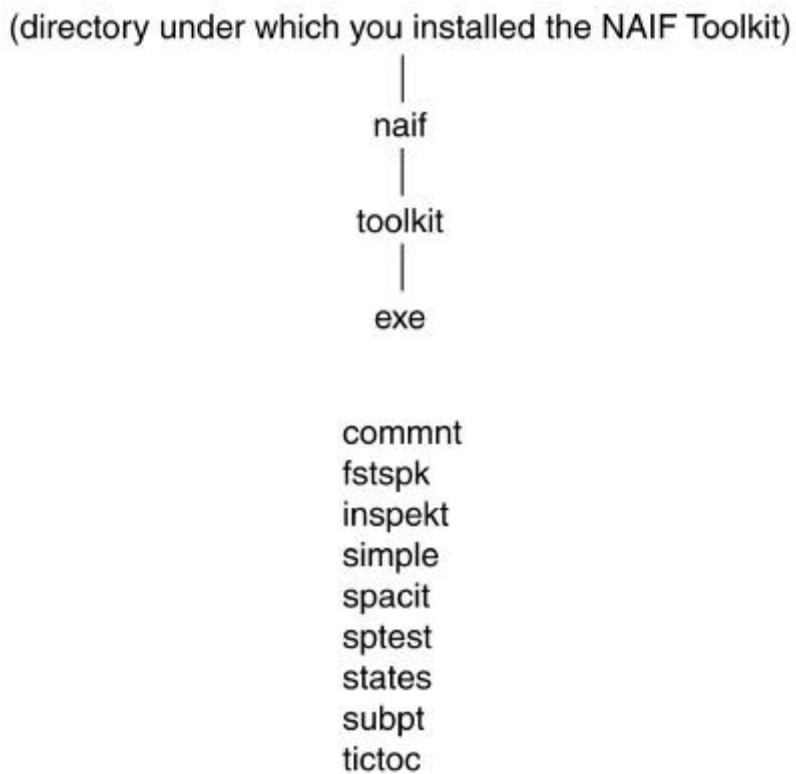 (directory under which you installed the NAIF Toolkit)
naif
toolkit
exe
commnt
fstspk
inspekt
simple
spacit
sptest
states
subpt
tictoc